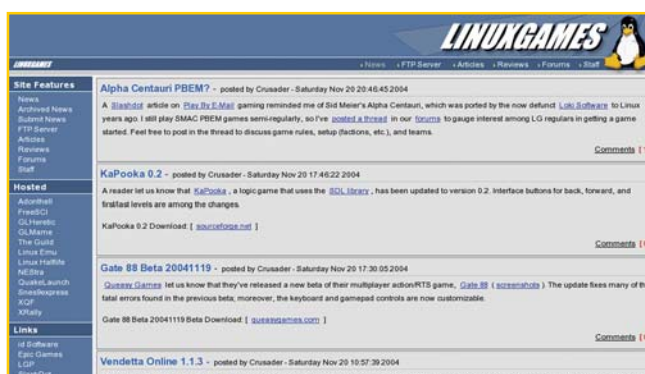 LINUXGAMES
LINUXGAMES
News FTP Server Articles Reviews Forums Staff
Site Features
News
Archived News
Submit News
FTP Server
Articles
Reviews
Forums
Staff
Hosted
Adonthell
FreeSCI
GLHeretic
GLMame
The Guild
Linux Emu
Linux Halflife
NEStra
QuakeLaunch
Snes9express
XQF
XRally
Links
id Software
Epic Games
LGP
SlashDot
Alpha Centauri PBEM? - posted by Crusader - Saturday Nov 20 20:46:45 2004
A Slashdot article on Play By E-Mail gaming reminded me of Sid Meier's Alpha Centauri, which was ported by the now defunct Loki Software to Linux
years ago. I still play SMAC PBEM games semi-regularly, so I've posted a thread in our forums to gauge interest among LG regulars in getting a game
started. Feel free to post in the thread to discuss game rules, setup (factions, etc.), and teams.
Comments [
KaPooka 0.2 - posted by Crusader - Saturday Nov 20 17:46:22 2004
A reader let us know that KaPooka , a logic game that uses the SDL library , has been updated to version 0.2. Interface buttons for back, forward, and
first/last levels are among the changes.
KaPooka 0.2 Download: [ sourceforge.net ]
Comments [
Gate 88 Beta 20041119 - posted by Crusader - Saturday Nov 20 17:30:05 2004
Queasy Games let us know that they've released a new beta of their multiplayer action/RTS game, Gate 88 ( screenshots ). The update fixes many of th
fatal errors found in the previous beta; moreover, the keyboard and gamepad controls are now customizable.
Gate 88 Beta 20041119 Beta Download: [ queasygames.com ]
Comments [
Vendetta Online 1.1.3 - posted by Crusader - Saturday Nov 20 10:57:39 2004